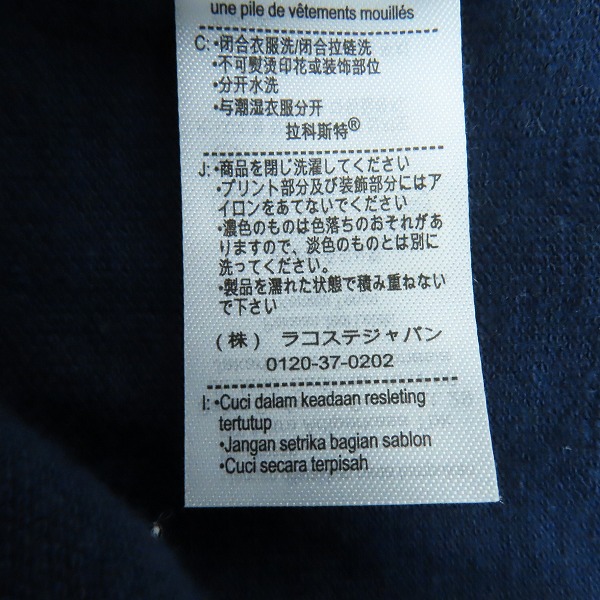 une pile de vêtements mouillés
C: •闭合衣服洗/闭合拉链洗
•不可熨烫印花或装饰部位
•分开水洗
•与潮湿衣服分开
拉科斯特®
J: •商品を閉じ洗濯してください
•プリント部分及び装飾部分にはア
イロンをあてないでください
•濃色のものは色落ちのおそれがあ
りますので、淡色のものとは別に
洗ってください。
•製品を濡れた状態で積み重ねない
で下さい
(株) ラコステジャパン
0120-37-0202
I: •Cuci dalam keadaan resleting
tertutup
•Jangan setrika bagian sablon
•Cuci secara terpisah